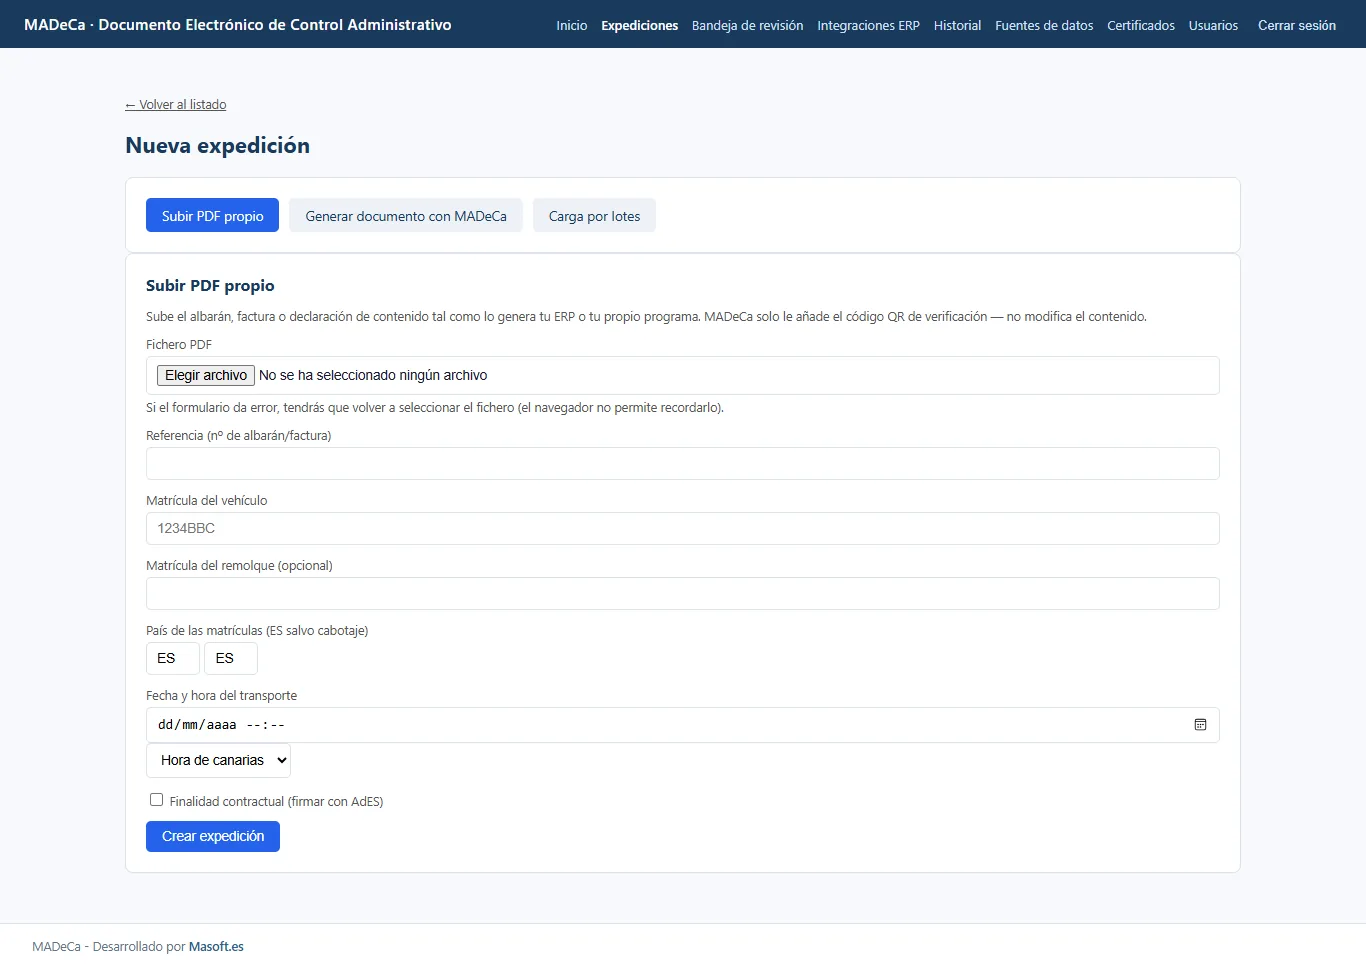 MADeCa · Documento Electrónico de Control Administrativo
Inicio Expediciones Bandeja de revisión Integraciones ERP Historial Fuentes de datos Certificados Usuarios Cerrar sesión
← Volver al listado
Nueva expedición
Subir PDF propio Generar documento con MADeCa Carga por lotes
Subir PDF propio
Sube el albarán, factura o declaración de contenido tal como lo genera tu ERP o tu propio programa. MADeCa solo le añade el código QR de verificación — no modifica el contenido.
Fichero PDF
Elegir archivo No se ha seleccionado ningún archivo
Si el formulario da error, tendrás que volver a seleccionar el fichero (el navegador no permite recordarlo).
Referencia (nº de albarán/factura)
Matrícula del vehículo
1234BBC
Matrícula del remolque (opcional)
País de las matrículas (ES salvo cabotaje)
ES ES
Fecha y hora del transporte
dd/mm/aaaa --:--
Hora de canarias
Finalidad contractual (firmar con AdES)
Crear expedición
MADeCa - Desarrollado por Masoft.es